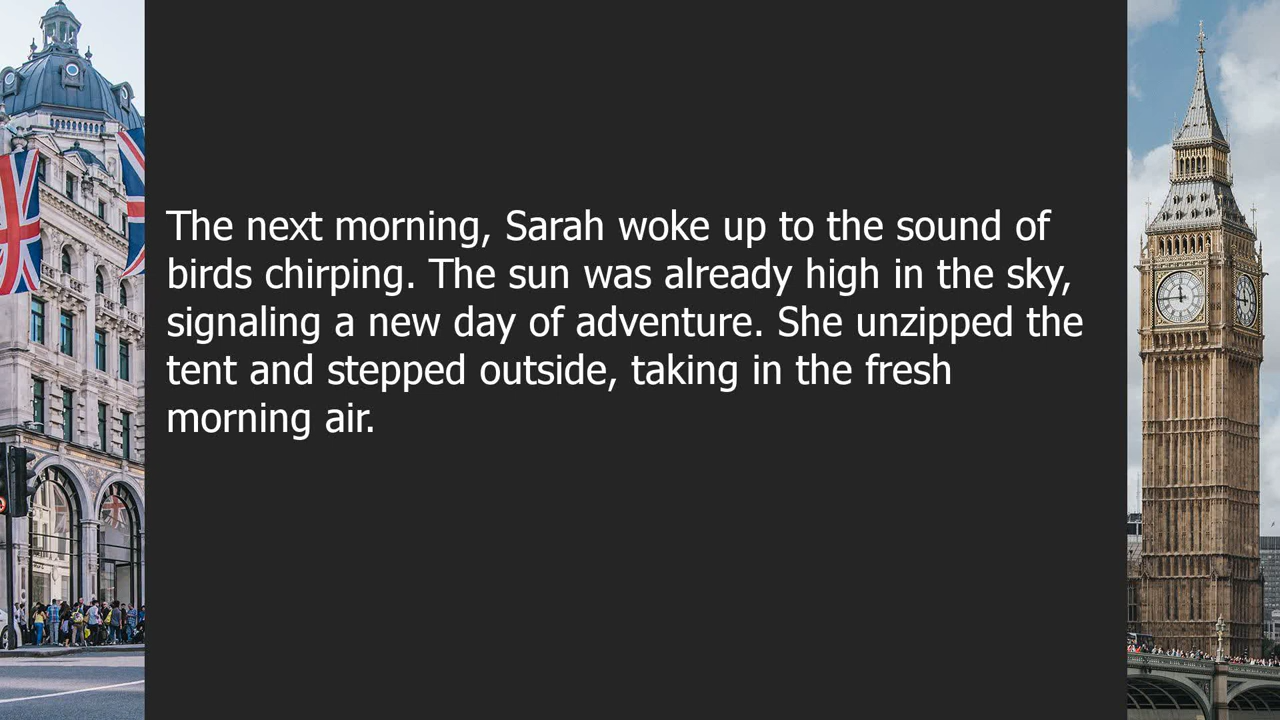 The next morning, Sarah woke up to the sound of
birds chirping. The sun was already high in the sky,
signaling a new day of adventure. She unzipped the
tent and stepped outside, taking in the fresh
morning air.